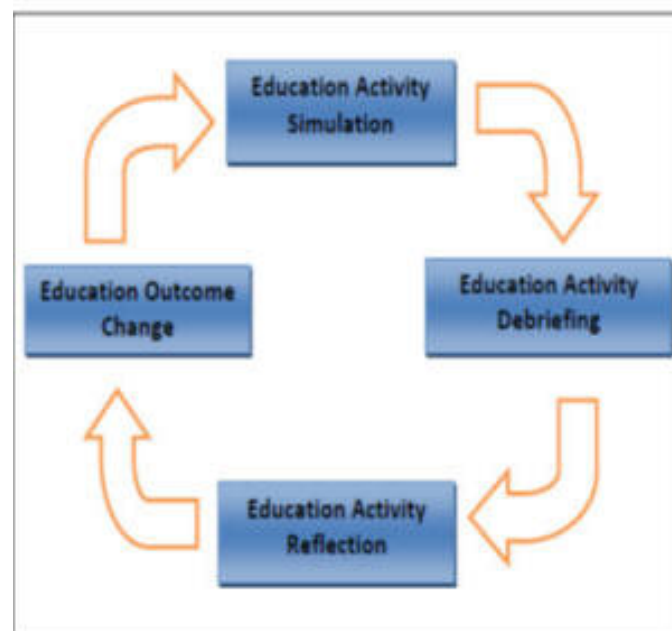 Education Activity
Simulation
Education Activity
Debriefing
Education Activity
Reflection
Education Outcome
Change